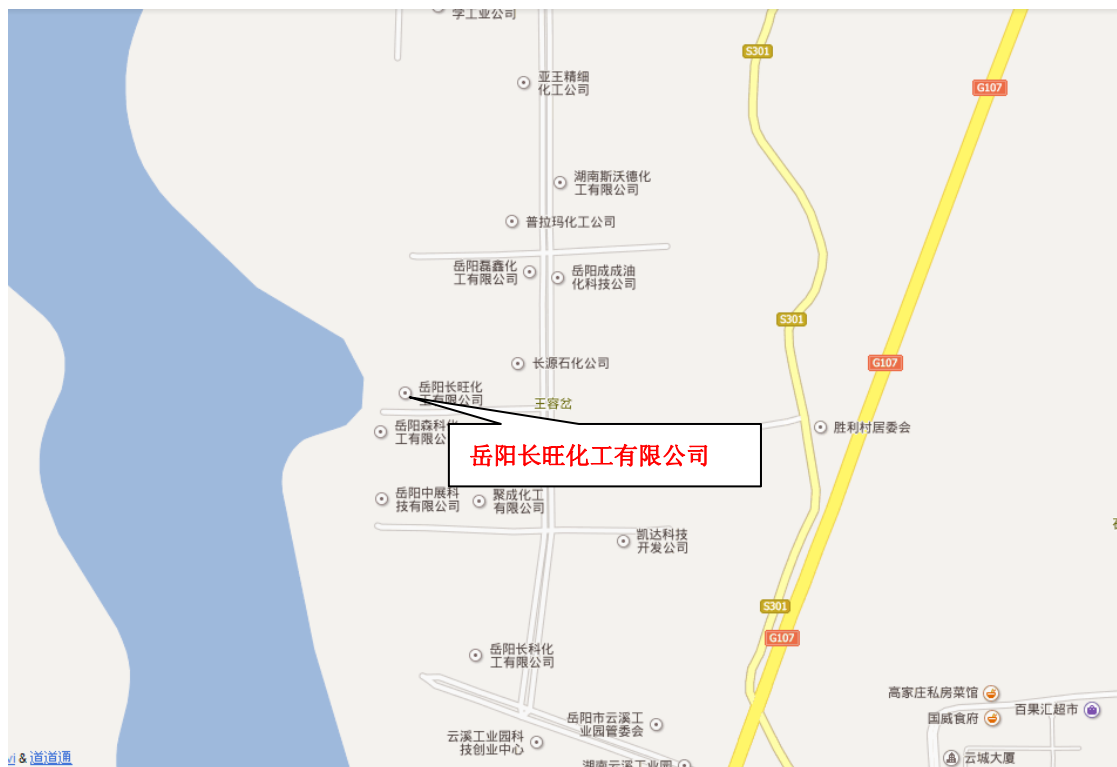 学工业公司
S301
G107
亚王精细
化工公司
湖南斯沃德化
工有限公司
普拉玛化工公司
岳阳磊鑫化
工有限公司
岳阳成成油
化科技公司
S301
长源石化公司
G107
岳阳长旺化
工有限公司
王容岔
岳阳森科化
工有限公
胜利村居委会
岳阳长旺化工有限公司
岳阳中展科
技有限公司
聚成化工
有限公司
凯达科技
开发公司
S301
G107
岳阳长科化
工有限公司
高家庄私房菜馆
国威食府
百果汇超市
岳阳市云溪工
业园管委会
云溪工业园科
技创业中心
云城大厦
湖南云溪工业园
& 道道通